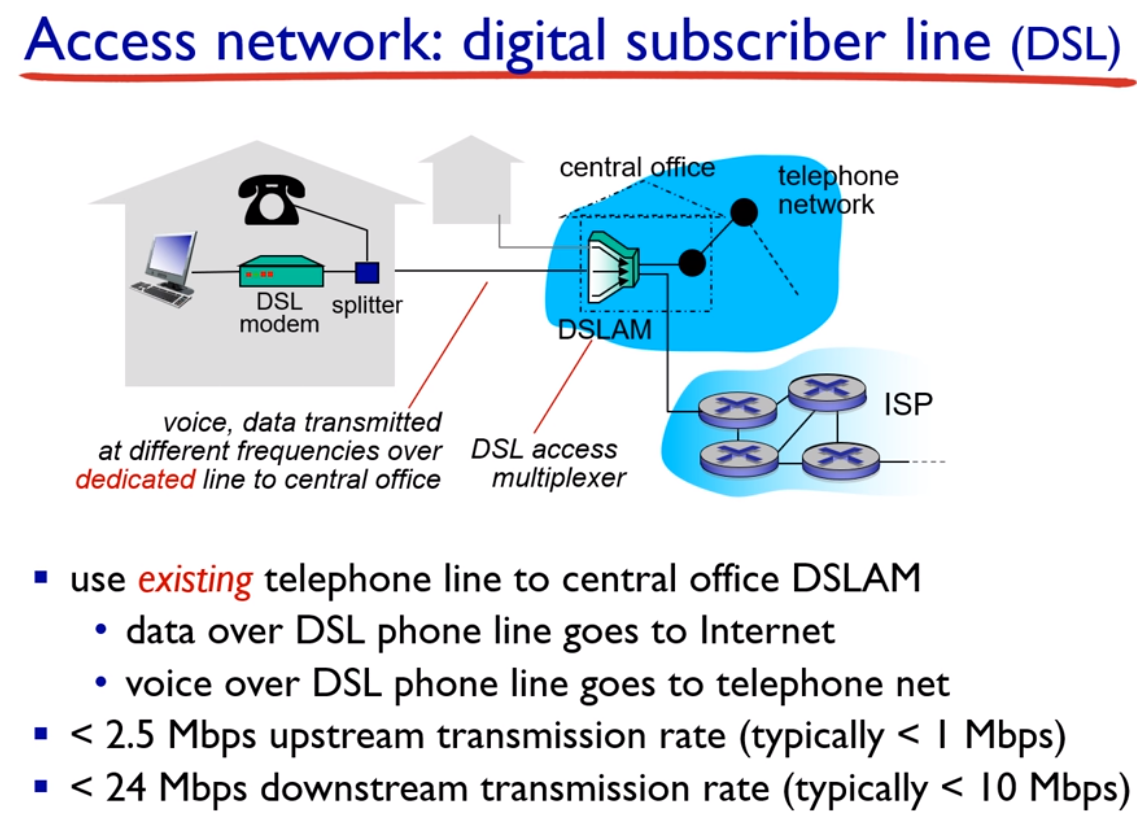 Access network: digital subscriber line (DSL)
central office
telephone
network
DSL
modem
splitter
DSLAM
voice, data transmitted
at different frequencies over
dedicated line to central office
DSL access
multiplexer
ISP
use existing telephone line to central office DSLAM
data over DSL phone line goes to Internet
voice over DSL phone line goes to telephone net
< 2.5 Mbps upstream transmission rate (typically < 1 Mbps)
< 24 Mbps downstream transmission rate (typically < 10 Mbps)